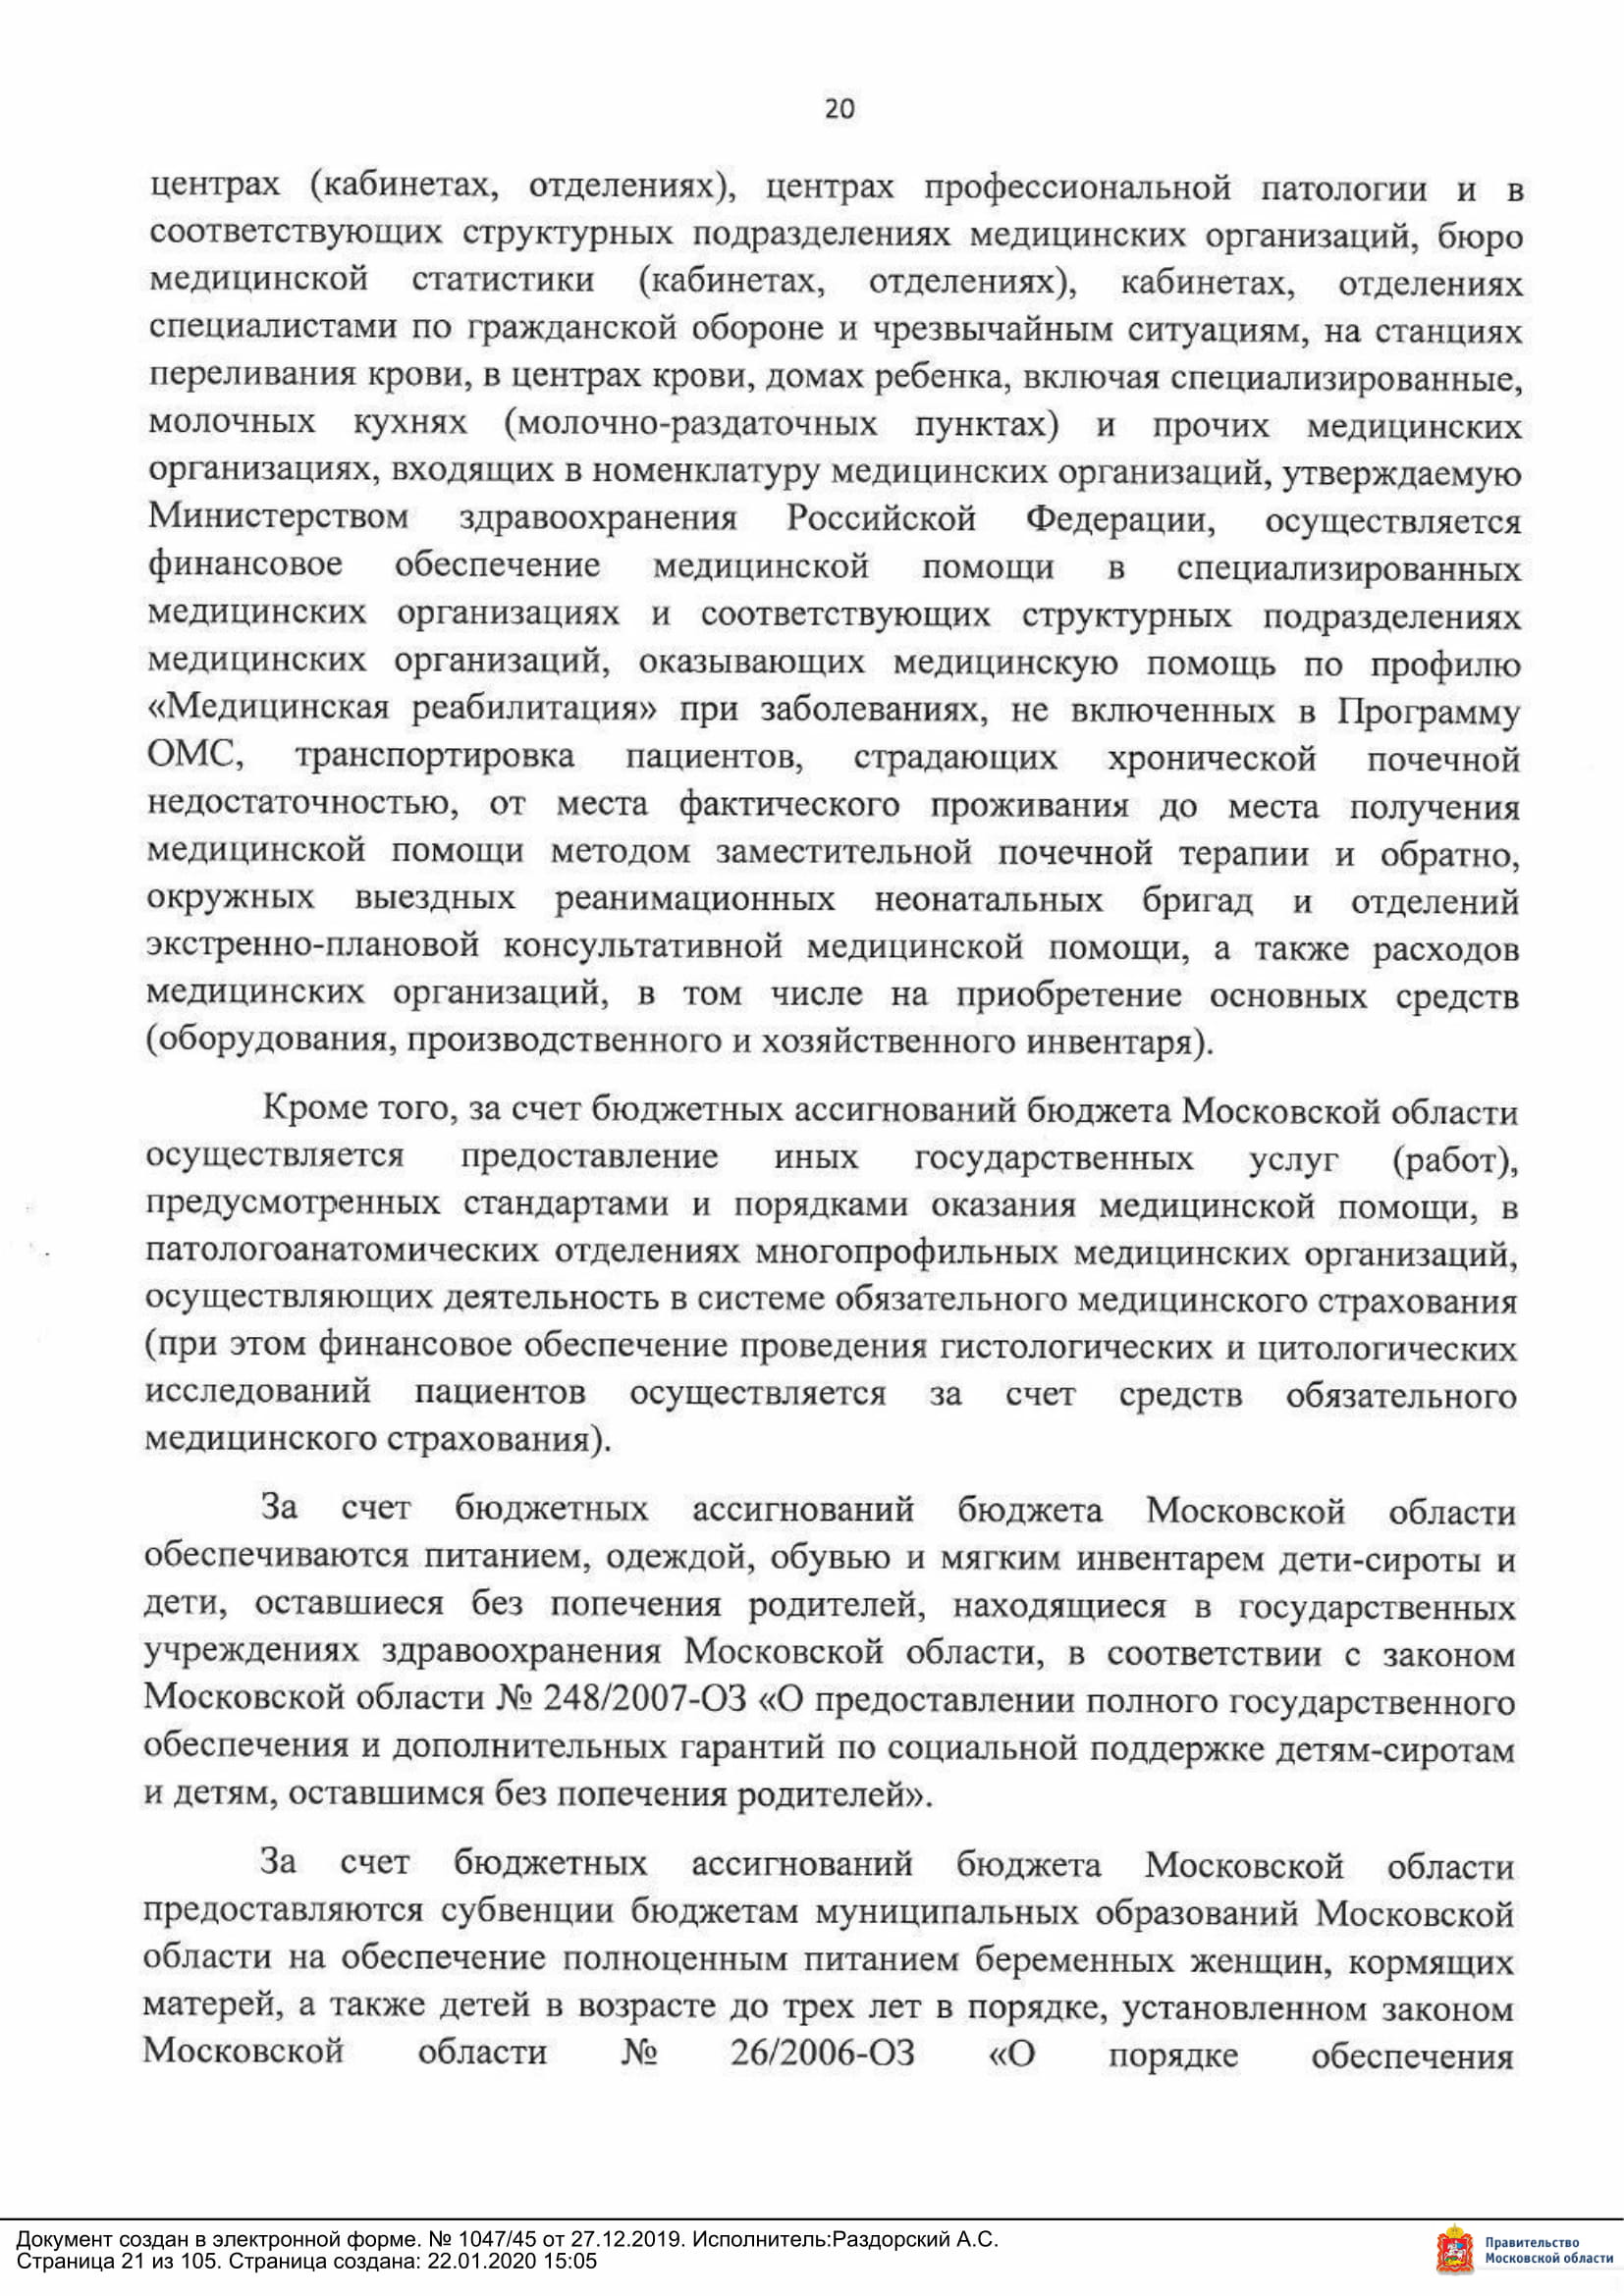 20
центрах (кабинетах, отделениях), центрах профессиональной патологии и в
соответствующих структурных подразделениях медицинских организаций, бюро
медицинской статистики (кабинетах, отделениях), кабинетах, отделениях
специалистами по гражданской обороне и чрезвычайным ситуациям, на станциях
переливания крови, в центрах крови, домах ребенка, включая специализированные,
молочных кухнях (молочно-раздаточных пунктах) и прочих медицинских
организациях, входящих в номенклатуру медицинских организаций, утверждаемую
Министерством здравоохранения Российской Федерации, осуществляется
финансовое обеспечение медицинской помощи в специализированных
медицинских организациях и соответствующих структурных подразделениях
медицинских организаций, оказывающих медицинскую помощь по профилю
«Медицинская реабилитация» при заболеваниях, не включенных в Программу
ОМС, транспортировка пациентов, страдающих хронической почечной
недостаточностью, от места фактического проживания до места получения
медицинской помощи методом заместительной почечной терапии и обратно,
окружных выездных реанимационных неонатальных бригад и отделений
экстренно-плановой консультативной медицинской помощи, а также расходов
медицинских организаций, в том числе на приобретение основных средств
(оборудования, производственного и хозяйственного инвентаря).
Кроме того, за счет бюджетных ассигнований бюджета Московской области
осуществляется предоставление иных государственных услуг (работ),
предусмотренных стандартами и порядками оказания медицинской помощи, в
патологоанатомических отделениях многопрофильных медицинских организаций,
осуществляющих деятельность в системе обязательного медицинского страхования
(при этом финансовое обеспечение проведения гистологических и цитологических
исследований пациентов осуществляется за счет средств обязательного
медицинского страхования).
За счет бюджетных ассигнований бюджета Московской области
обеспечиваются питанием, одеждой, обувью и мягким инвентарем дети-сироты и
дети, оставшиеся без попечения родителей, находящиеся в государственных
учреждениях здравоохранения Московской области, в соответствии с законом
Московской области № 248/2007-ОЗ «О предоставлении полного государственного
обеспечения и дополнительных гарантий по социальной поддержке детям-сиротам
и детям, оставшимся без попечения родителей».
За счет бюджетных ассигнований бюджета Московской области
предоставляются субвенции бюджетам муниципальных образований Московской
области на обеспечение полноценным питанием беременных женщин, кормящих
матерей, а также детей в возрасте до трех лет в порядке, установленном законом
Московской области № 26/2006-ОЗ «О порядке обеспечения
Документ создан в электронной форме. № 1047/45 от 27.12.2019. Исполнитель:Раздорский А.С.
Страница 21 из 105. Страница создана: 22.01.2020 15:05
Правительство
Московской области